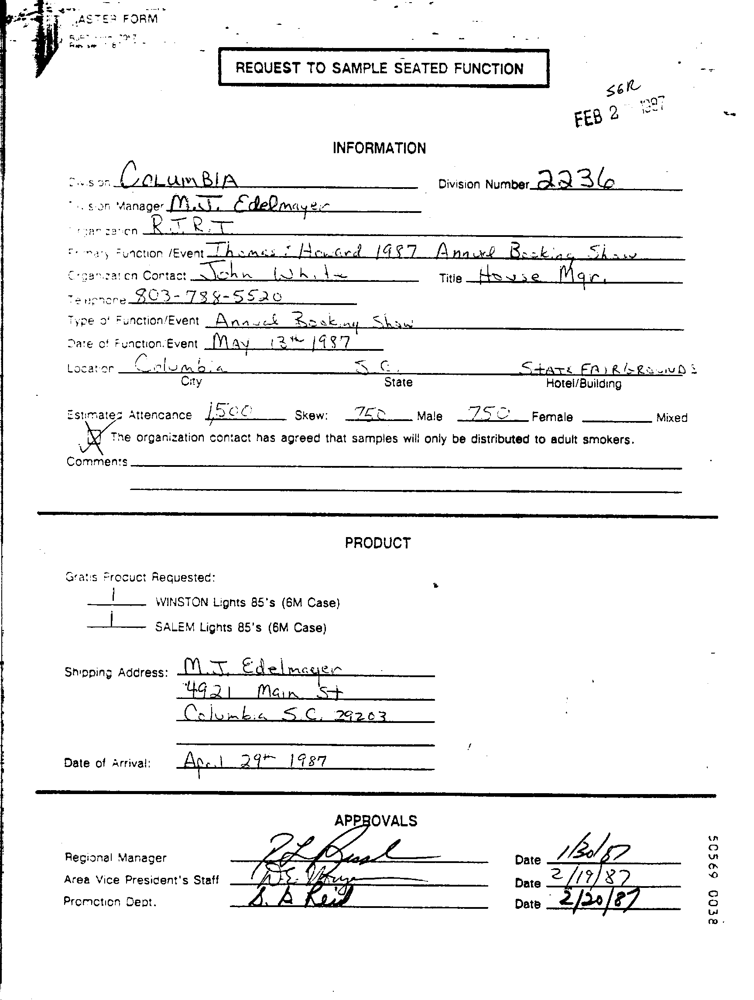 MASTER FORM
REQUEST TO SAMPLE SEATED FUNCTION
SGR
FEB 2 1987
INFORMATION
Division COLUMBIA Division Number 2236
Division Manager M.J. Edelmayer
Organization R.J.R.T.
Primary Function /Event Thomas & Howard 1987 Annual Booking Show
Organization Contact John White Title House Mgr.
Telephone 803-788-5520
Type of Function/Event Annual Booking Show
Date of Function/Event MAY 13th 1987
Location Columbia S.C. STATE FAIRGROUNDS
City State Hotel/Building
Estimated Attencance 1,500 Skew: 750 Male 750 Female Mixed
The organization contact has agreed that samples will only be distributed to adult smokers.
Comments
PRODUCT
Gratis Product Requested:
1 WINSTON Lights 85's (6M Case)
1 SALEM Lights 85's (6M Case)
Shipping Address: M.J. Edelmayer
4921 Main St
Columbia S.C. 29203
Date of Arrival: April 29th 1987
APPROVALS
Regional Manager Date 1/30/87
Area Vice President's Staff Date 2/19/87
Promotion Dept. S. A Reid Date 2/20/87
50569 0038